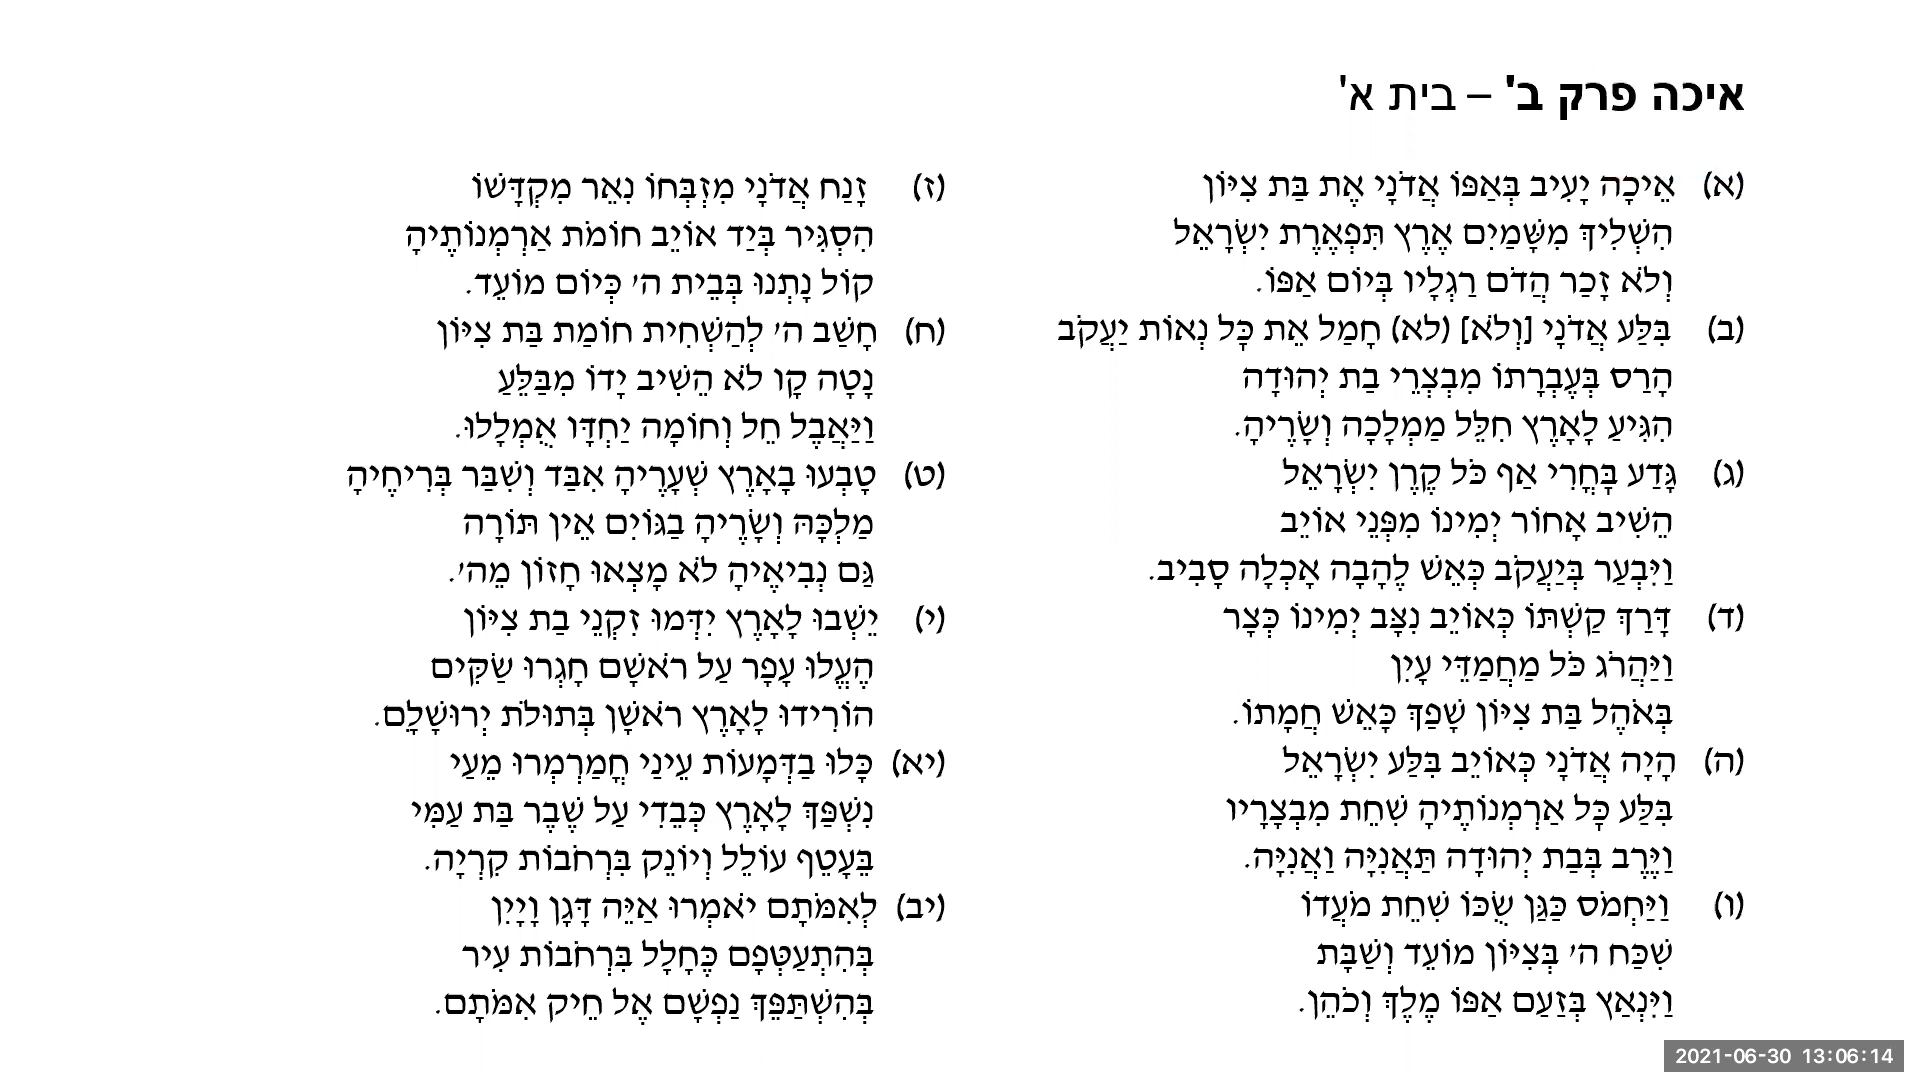 איכה פרק ב' – בית א'
(א) אֵיכָה יָעִיב בְּאַפּוֹ אֲדֹנָי אֶת בַּת צִיּוֹן
הִשְׁלִיךְ מִשָּׁמַיִם אֶרֶץ תִּפְאֶרֶת יִשְׂרָאֵל
וְלֹא זָכַר הֲדֹם רַגְלָיו בְּיוֹם אַפּוֹ.
(ב) בִּלַּע אֲדֹנָי [וְלֹא] (לא) חָמַל אֵת כָּל נְאוֹת יַעֲקֹב
הָרַס בְּעֶבְרָתוֹ מִבְצְרֵי בַת יְהוּדָה
הִגִּיעַ לָאָרֶץ חִלֵּל מַמְלָכָה וְשָׂרֶיהָ.
(ג) גָּדַע בָּחֳרִי אַף כֹּל קֶרֶן יִשְׂרָאֵל
הֵשִׁיב אָחוֹר יְמִינוֹ מִפְּנֵי אוֹיֵב
וַיִּבְעַר בְּיַעֲקֹב כְּאֵשׁ לֶהָבָה אָכְלָה סָבִיב.
(ד) דָּרַךְ קַשְׁתּוֹ כְּאוֹיֵב נִצָּב יְמִינוֹ כְּצָר
וַיַּהֲרֹג כֹּל מַחֲמַדֵּי עָיִן
בְּאֹהֶל בַּת צִיּוֹן שָׁפַךְ כָּאֵשׁ חֲמָתוֹ.
(ה) הָיָה אֲדֹנָי כְּאוֹיֵב בִּלַּע יִשְׂרָאֵל
בִּלַּע כָּל אַרְמְנוֹתֶיהָ שִׁחֵת מִבְצָרָיו
וַיֶּרֶב בְּבַת יְהוּדָה תַּאֲנִיָּה וַאֲנִיָּה.
(ו) וַיַּחְמֹס כַּגַּן שֻׂכּוֹ שִׁחֵת מֹעֲדוֹ
שִׁכַּח ה' בְּצִיּוֹן מוֹעֵד וְשַׁבָּת
וַיִּנְאַץ בְּזַעַם אַפּוֹ מֶלֶךְ וְכֹהֵן.
(ז) זָנַח אֲדֹנָי מִזְבְּחוֹ נִאֵר מִקְדָּשׁוֹ
הִסְגִּיר בְּיַד אוֹיֵב חוֹמֹת אַרְמְנוֹתֶיהָ
קוֹל נָתְנוּ בְּבֵית ה' כְּיוֹם מוֹעֵד.
(ח) חָשַׁב ה' לְהַשְׁחִית חוֹמַת בַּת צִיּוֹן
נָטָה קָו לֹא הֵשִׁיב יָדוֹ מִבַּלֵּעַ
וַיַּאֲבֶל חֵל וְחוֹמָה יַחְדָּו אֻמְלָלוּ.
(ט) טָבְעוּ בָאָרֶץ שְׁעָרֶיהָ אִבַּד וְשִׁבַּר בְּרִיחֶיהָ
מַלְכָּהּ וְשָׂרֶיהָ בַגּוֹיִם אֵין תּוֹרָה
גַּם נְבִיאֶיהָ לֹא מָצְאוּ חָזוֹן מֵה'.
(י) יֵשְׁבוּ לָאָרֶץ יִדְּמוּ זִקְנֵי בַת צִיּוֹן
הֶעֱלוּ עָפָר עַל רֹאשָׁם חָגְרוּ שַׂקִּים
הוֹרִידוּ לָאָרֶץ רֹאשָׁן בְּתוּלֹת יְרוּשָׁלִָם.
(יא) כָּלוּ בַדְּמָעוֹת עֵינַי חֳמַרְמְרוּ מֵעַי
נִשְׁפַּךְ לָאָרֶץ כְּבֵדִי עַל שֶׁבֶר בַּת עַמִּי
בֵּעָטֵף עוֹלֵל וְיוֹנֵק בִּרְחֹבוֹת קִרְיָה.
(יב) לְאִמֹּתָם יֹאמְרוּ אַיֵּה דָּגָן וָיָיִן
בְּהִתְעַטְּפָם כֶּחָלָל בִּרְחֹבוֹת עִיר
בְּהִשְׁתַּפֵּךְ נַפְשָׁם אֶל חֵיק אִמֹּתָם.
2021-06-30 13:06:14